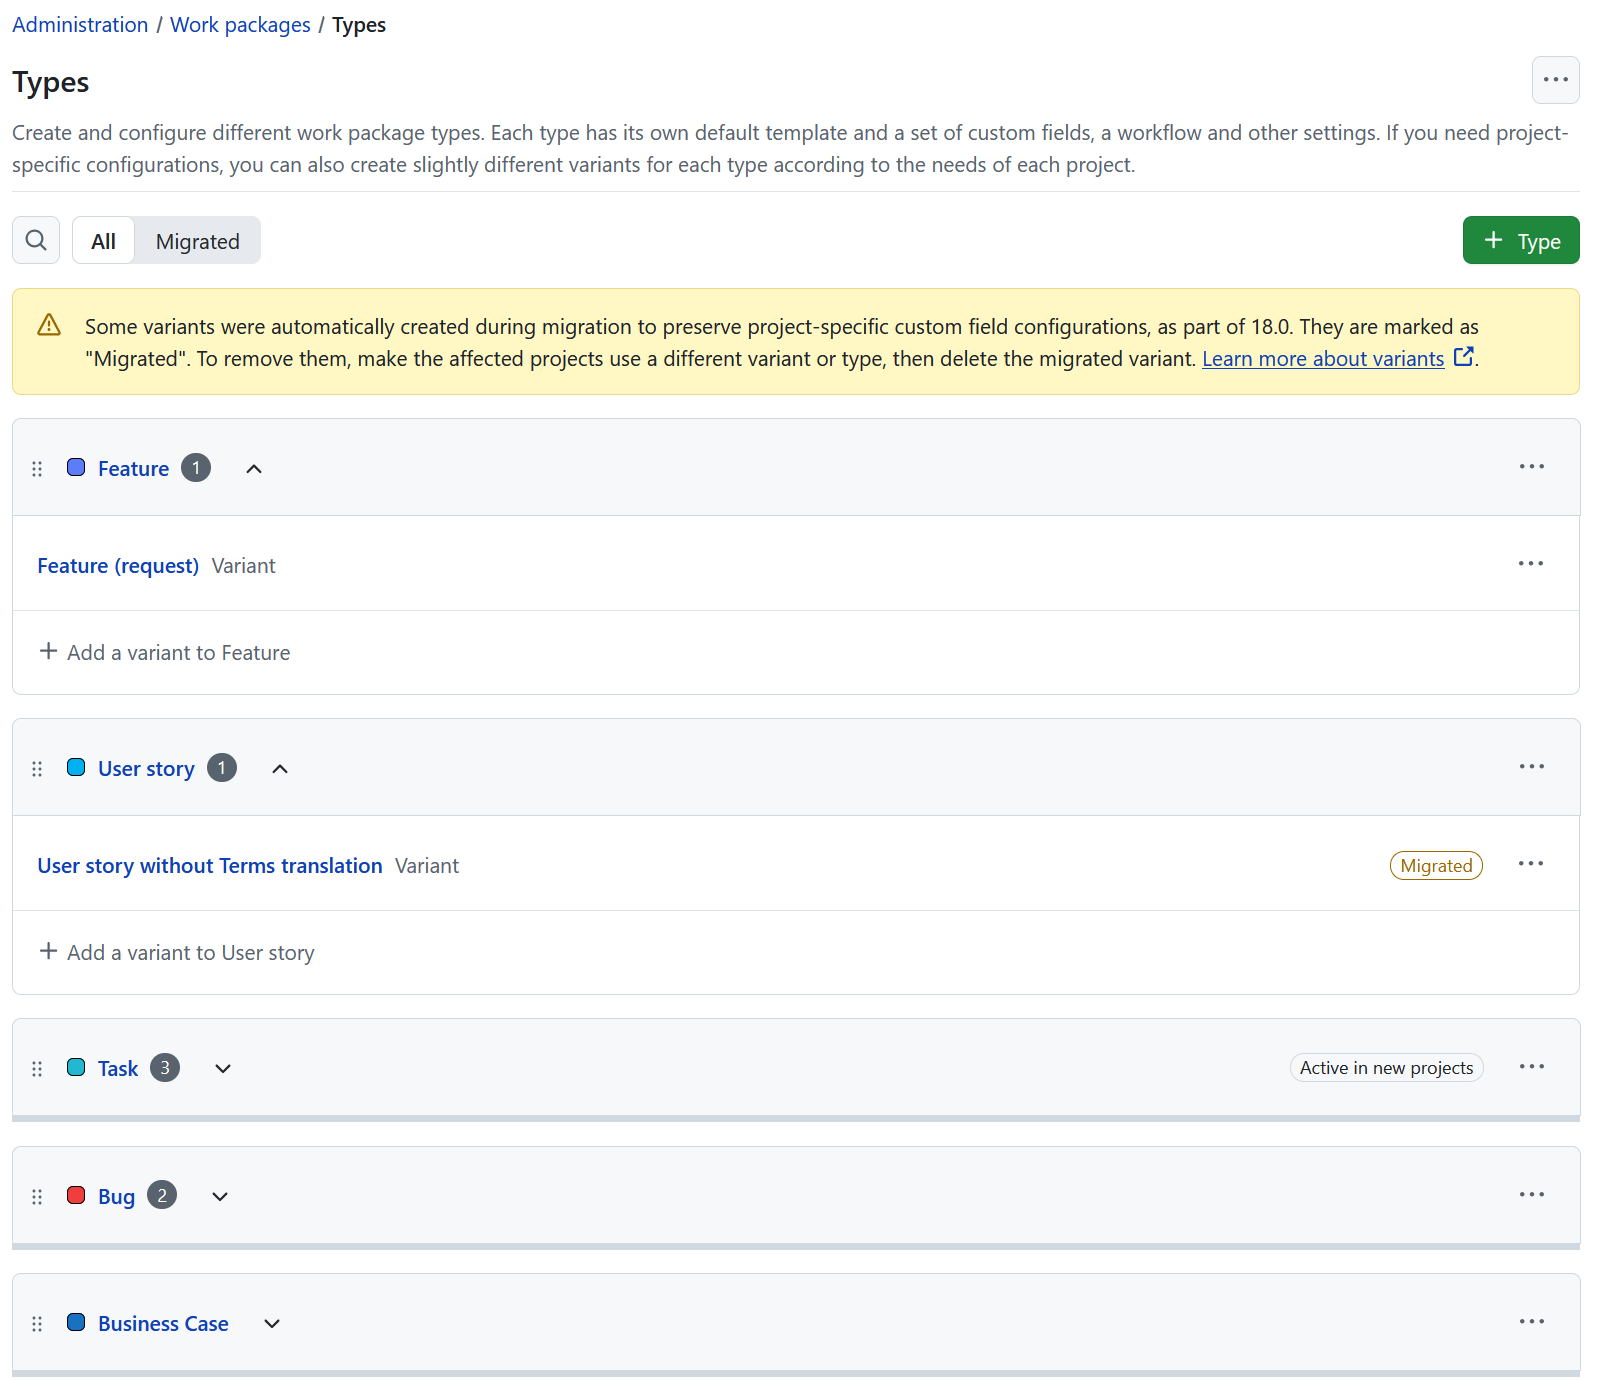 Administration / Work packages / Types
Types
Create and configure different work package types. Each type has its own default template and a set of custom fields, a workflow and other settings. If you need project-
specific configurations, you can also create slightly different variants for each type according to the needs of each project.
All Migrated
+ Type
Some variants were automatically created during migration to preserve project-specific custom field configurations, as part of 18.0. They are marked as
"Migrated". To remove them, make the affected projects use a different variant or type, then delete the migrated variant. Learn more about variants.
Feature 1
Feature (request) Variant
+ Add a variant to Feature
User story 1
User story without Terms translation Variant Migrated
+ Add a variant to User story
Task 3 Active in new projects
Bug 2
Business Case